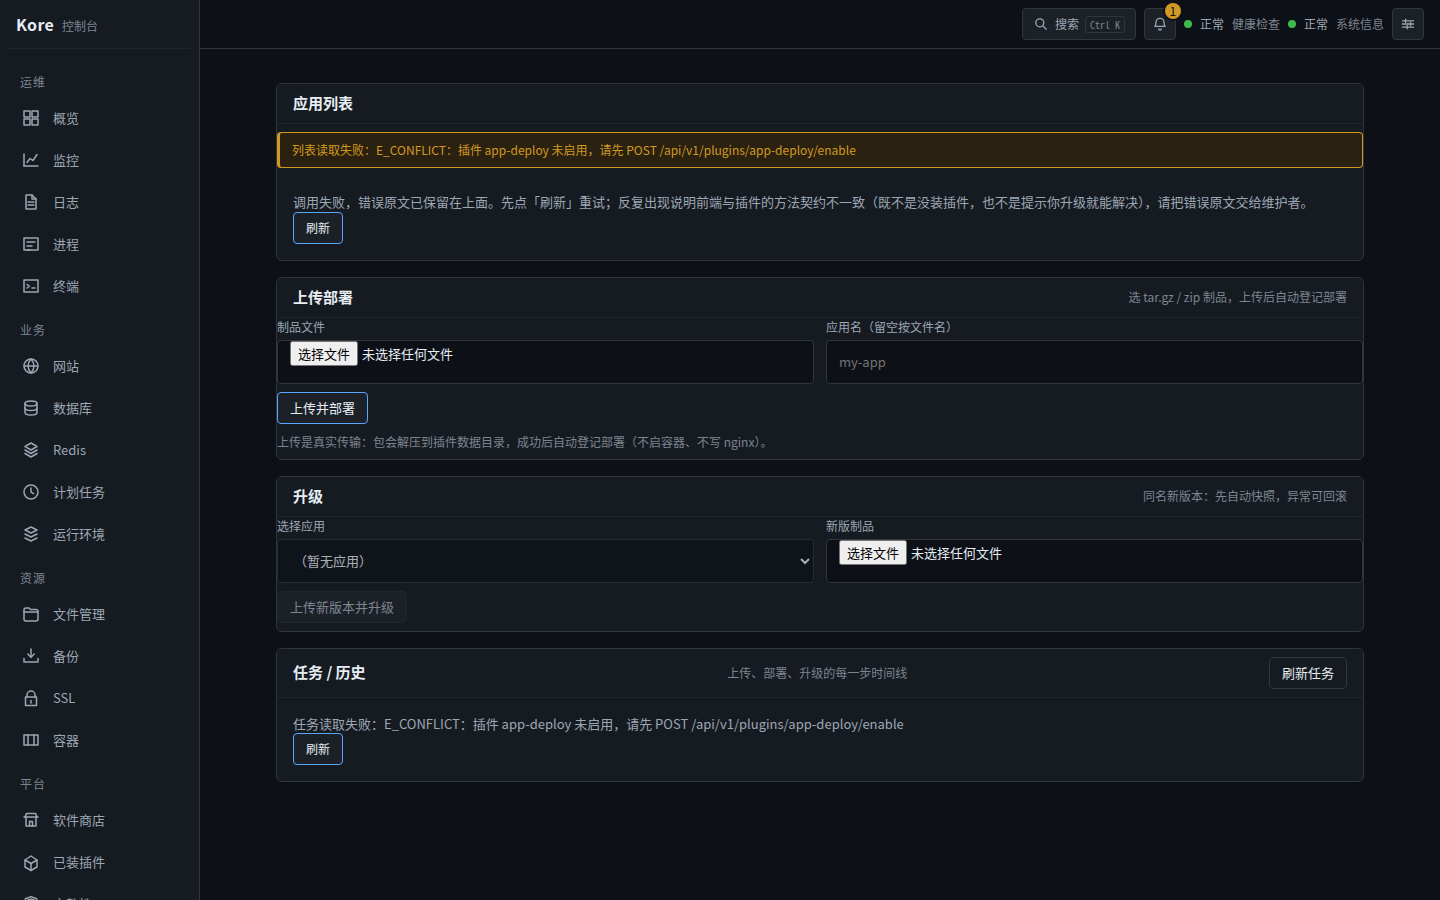 Kore 控制台
搜索 Ctrl K
1
正常 健康检查
正常 系统信息
运维
概览
监控
日志
进程
终端
业务
网站
数据库
Redis
计划任务
运行环境
资源
文件管理
备份
SSL
容器
平台
软件商店
已装插件
应用列表
列表读取失败：E_CONFLICT：插件 app-deploy 未启用，请先 POST /api/v1/plugins/app-deploy/enable
调用失败，错误原文已保留在上面。先点「刷新」重试；反复出现说明前端与插件的方法契约不一致（既不是没装插件，也不是提示你升级就能解决），请把错误原文交给维护者。
刷新
上传部署
选 tar.gz / zip 制品，上传后自动登记部署
制品文件
应用名（留空按文件名）
选择文件 未选择任何文件
my-app
上传并部署
上传是真实传输：包会解压到插件数据目录，成功后自动登记部署（不启容器、不写 nginx）。
升级
同名新版本：先自动快照，异常可回滚
选择应用
新版制品
（暂无应用）
选择文件 未选择任何文件
上传新版本并升级
任务 / 历史
上传、部署、升级的每一步时间线
刷新任务
任务读取失败：E_CONFLICT：插件 app-deploy 未启用，请先 POST /api/v1/plugins/app-deploy/enable
刷新